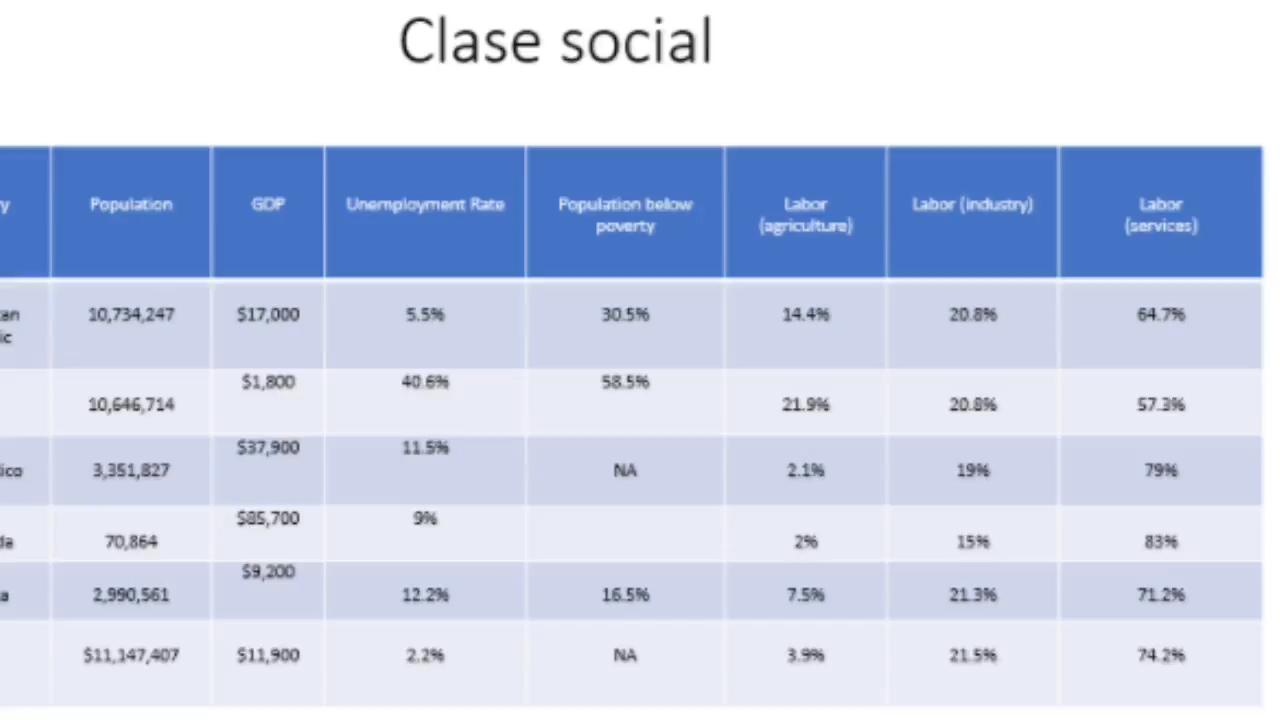 Clase social
y Population GDP Unemployment Rate Population below poverty Labor (agriculture) Labor (industry) Labor (services)
an ic 10,734,247 $17,000 5.5% 30.5% 14.4% 20.8% 64.7%
10,646,714 $1,800 40.6% 58.5% 21.9% 20.8% 57.3%
ico 3,351,827 $37,900 11.5% NA 2.1% 19% 79%
da 70,864 $85,700 9% 2% 15% 83%
a 2,990,561 $9,200 12.2% 16.5% 7.5% 21.3% 71.2%
$11,147,407 $11,900 2.2% NA 3.9% 21.5% 74.2%